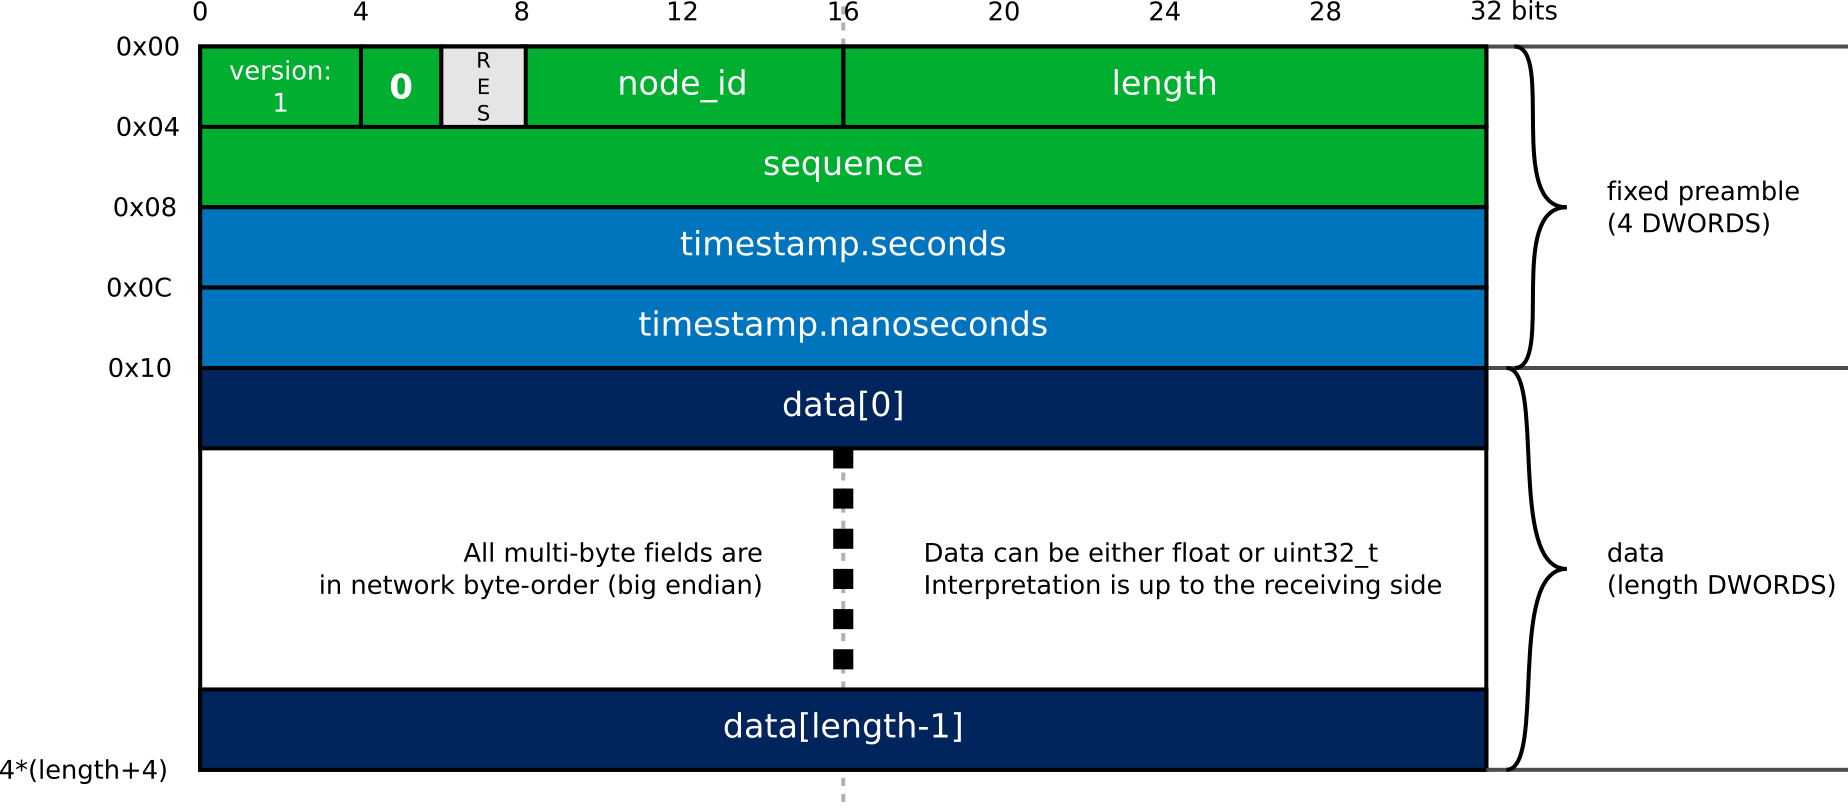 0 4 8 12 16 20 24 28 32 bits
0x00
version:
1
0
R
E
S
node_id
length
0x04
sequence
0x08
timestamp.seconds
0x0C
timestamp.nanoseconds
0x10
fixed preamble
(4 DWORDS)
data[0]
All multi-byte fields are
in network byte-order (big endian)
Data can be either float or uint32_t
Interpretation is up to the receiving side
data
(length DWORDS)
data[length-1]
4*(length+4)